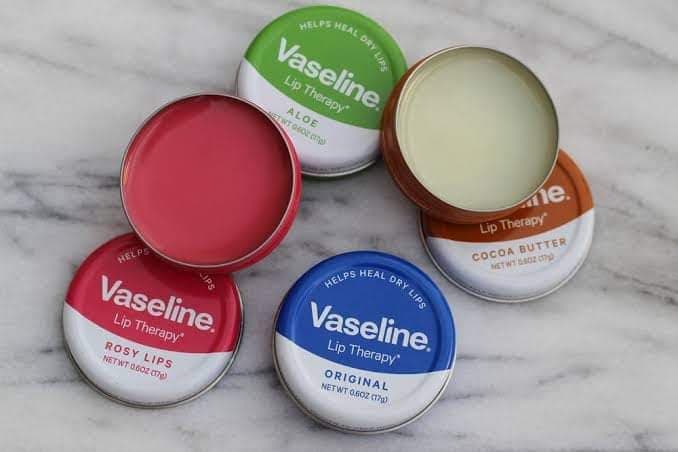 HELPS HEAL DRY LIPS
Vaseline.
Lip Therapy®
ALOE
NET WT 0.6OZ (17g)
Lip Therapy®
COCOA BUTTER
NET WT 0.6OZ (17g)
HELPS
LIPS
Vaseline.
Lip Therapy®
ROSY LIPS
NET WT 0.6OZ (17g)
HELPS HEAL DRY LIPS
Vaseline®
Lip Therapy®
ORIGINAL
NET WT 0.6OZ (17g)